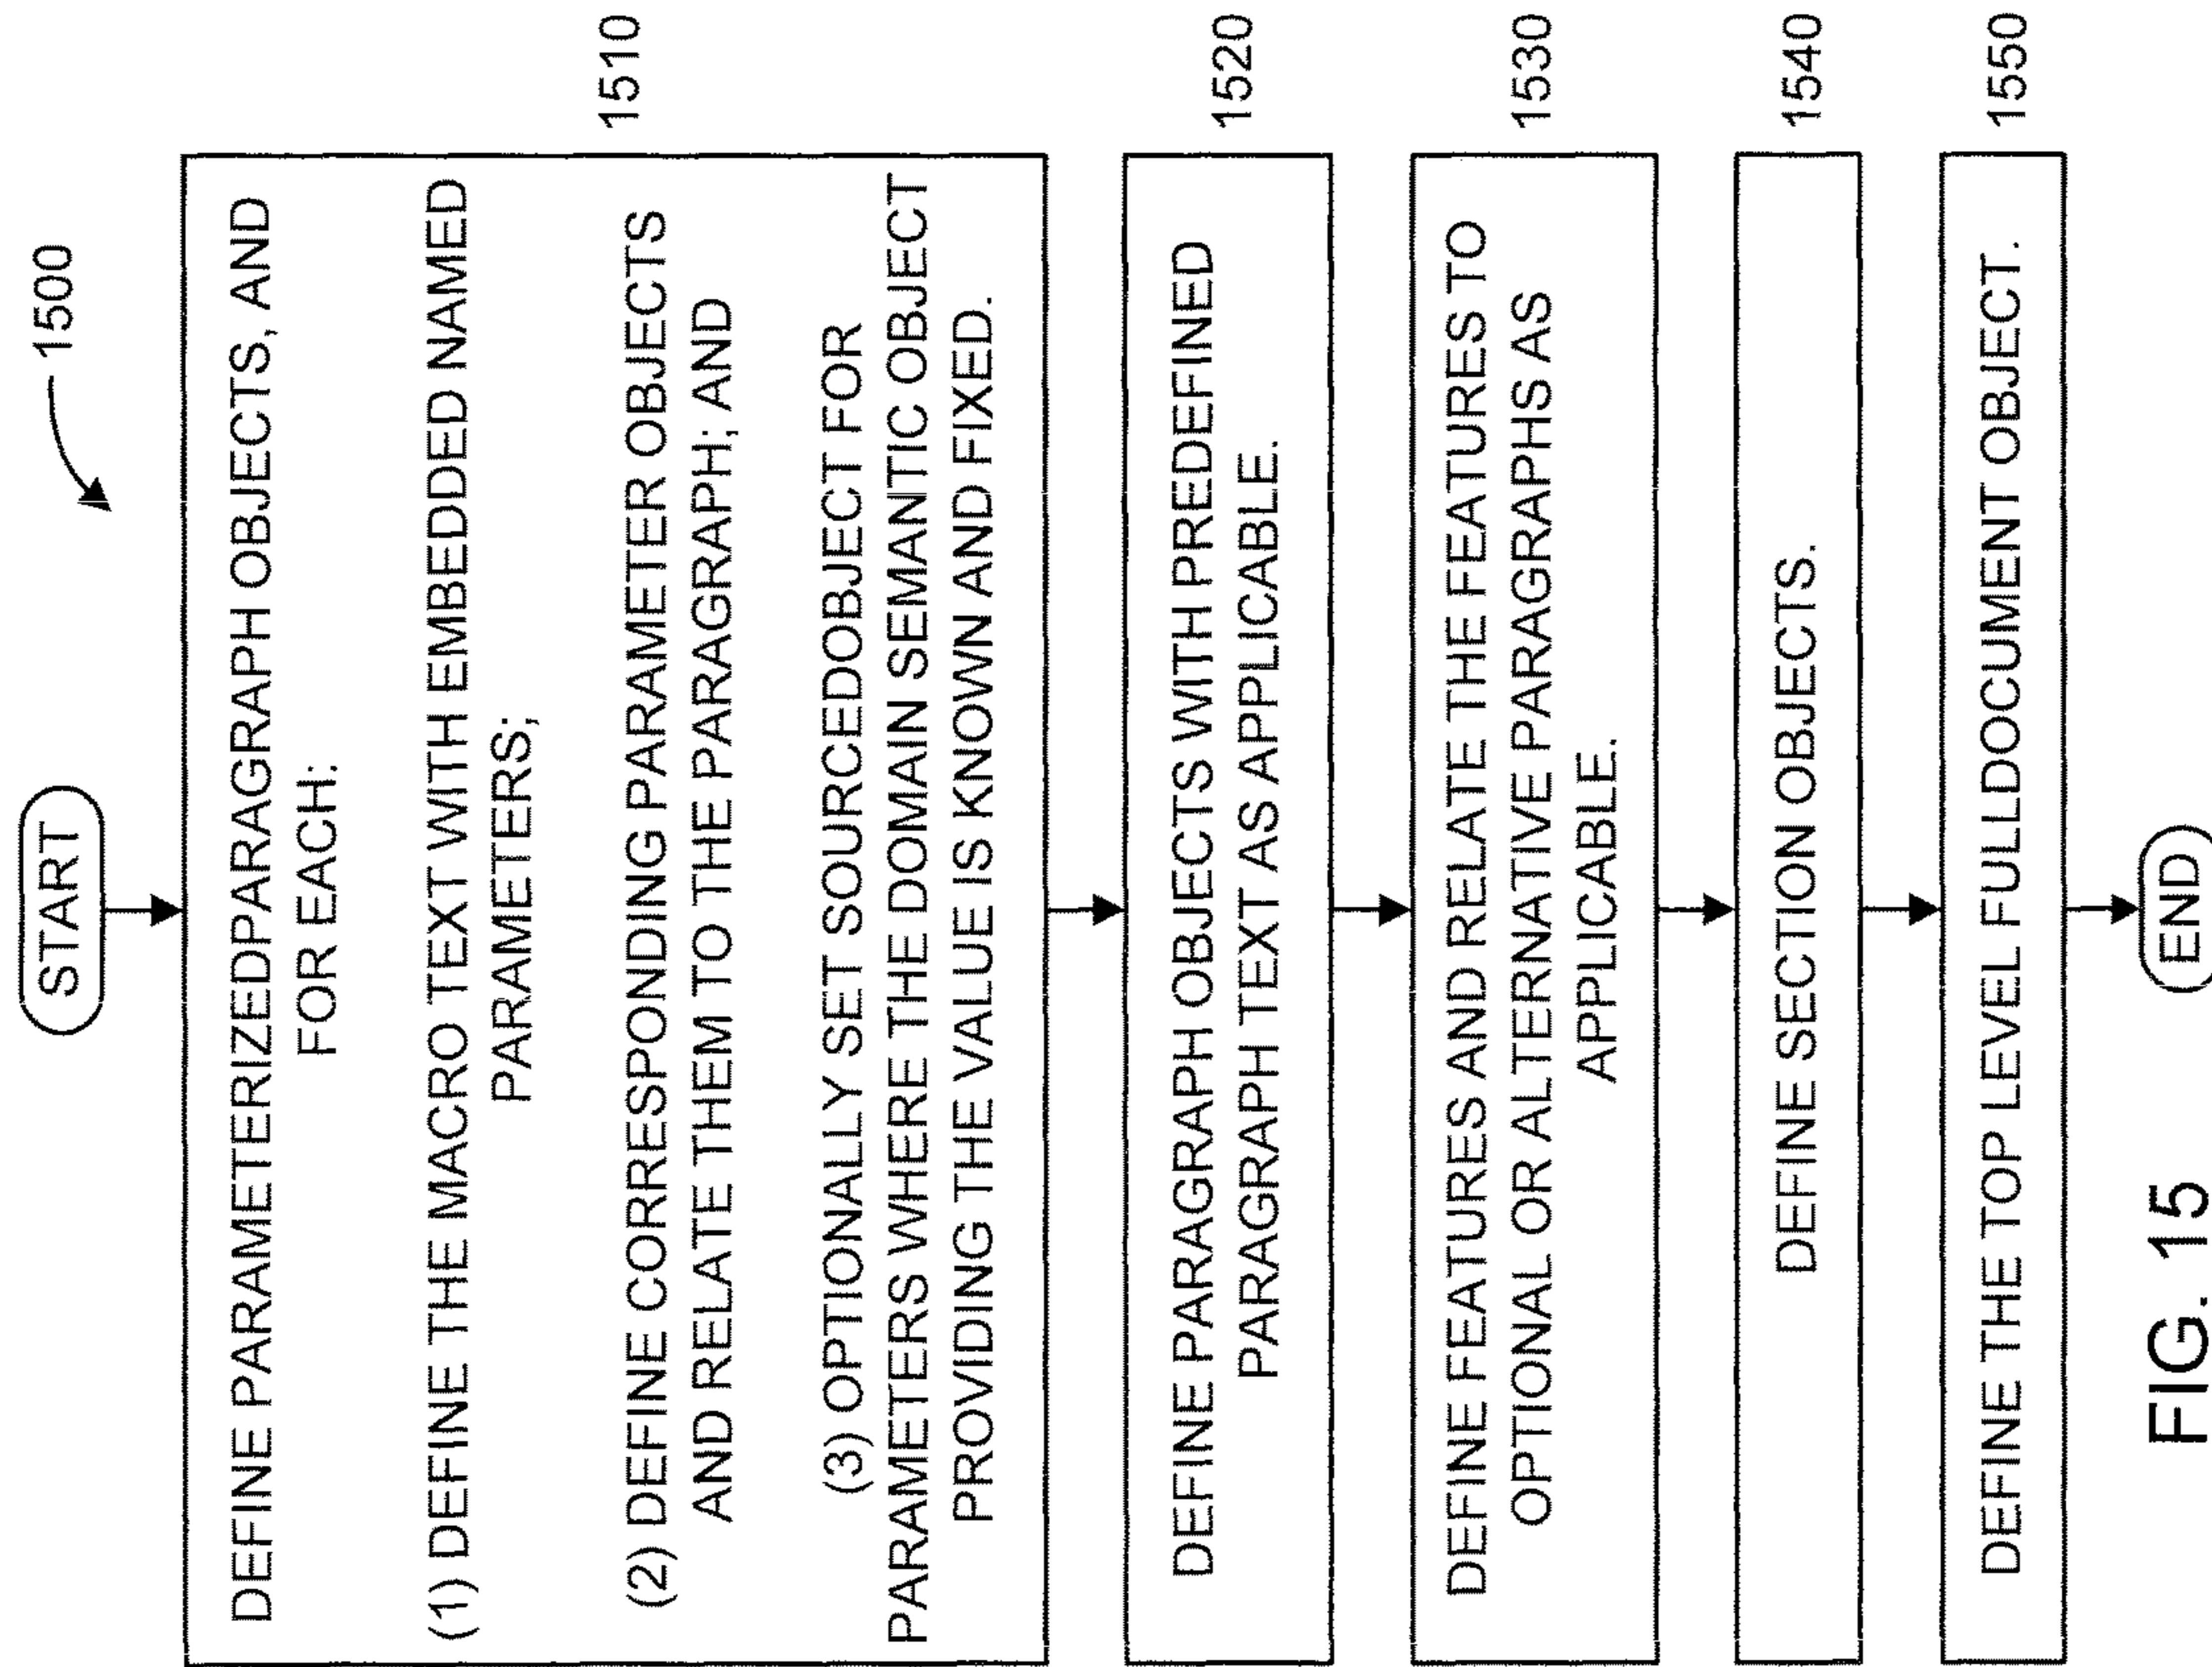 1500
START
DEFINE PARAMETERIZEDPARAGRAPH OBJECTS, AND
FOR EACH:
(1) DEFINE THE MACRO TEXT WITH EMBEDDED NAMED
PARAMETERS;
(2) DEFINE CORRESPONDING PARAMETER OBJECTS
AND RELATE THEM TO THE PARAGRAPH; AND
(3) OPTIONALLY SET SOURCEDOBJECT FOR
PARAMETERS WHERE THE DOMAIN SEMANTIC OBJECT
PROVIDING THE VALUE IS KNOWN AND FIXED.
1510
DEFINE PARAGRAPH OBJECTS WITH PREDEFINED
PARAGRAPH TEXT AS APPLICABLE.
1520
DEFINE FEATURES AND RELATE THE FEATURES TO
OPTIONAL OR ALTERNATIVE PARAGRAPHS AS
APPLICABLE.
1530
DEFINE SECTION OBJECTS.
1540
DEFINE THE TOP LEVEL FULLDOCUMENT OBJECT.
1550
END
FIG. 15